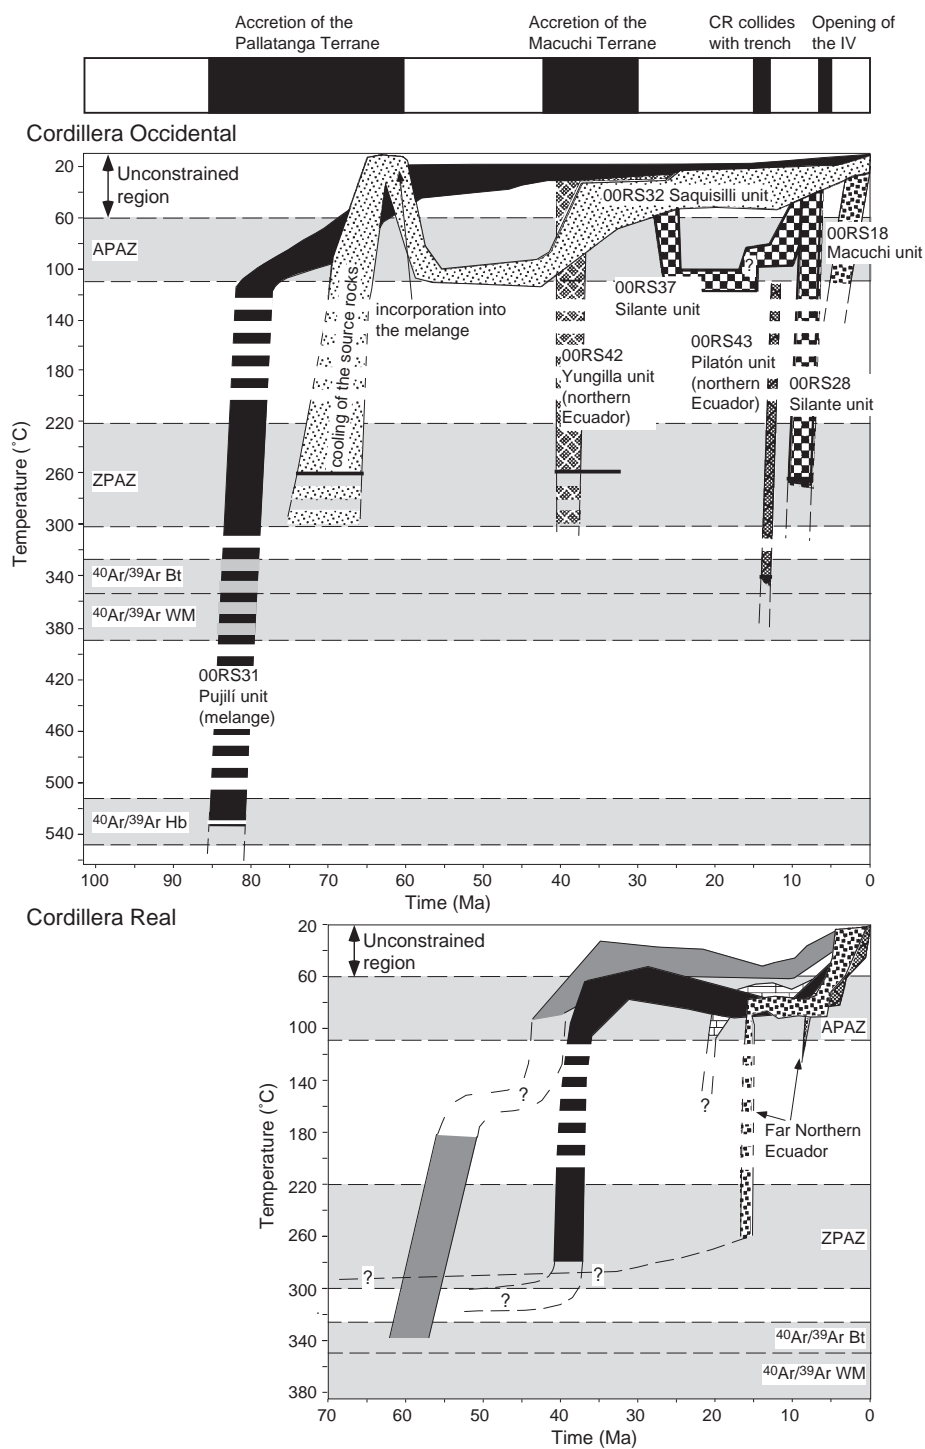 Accretion of the
Pallatanga Terrane
Accretion of the
Macuchi Terrane
CR collides
with trench
Opening of
the IV
Cordillera Occidental
20
60
100
140
180
220
260
300
340
380
420
460
500
540
Temperature (˚C)
Unconstrained
region
APAZ
ZPAZ
40Ar/39Ar Bt
40Ar/39Ar WM
40Ar/39Ar Hb
00RS31
Pujilí unit
(melange)
cooling of the source rocks
incorporation into
the melange
00RS32 Saquisilli unit
00RS42
Yungilla unit
(northern
Ecuador)
00RS37
Silante unit
?
00RS43
Pilatón unit
(northern
Ecuador)
00RS28
Silante unit
00RS18
Macuchi unit
100 90 80 70 60 50 40 30 20 10 0
Time (Ma)
Cordillera Real
20
60
100
140
180
220
260
300
340
380
Temperature (˚C)
Unconstrained
region
APAZ
?
?
Far Northern
Ecuador
ZPAZ
?
?
?
40Ar/39Ar Bt
40Ar/39Ar WM
70 60 50 40 30 20 10 0
Time (Ma)